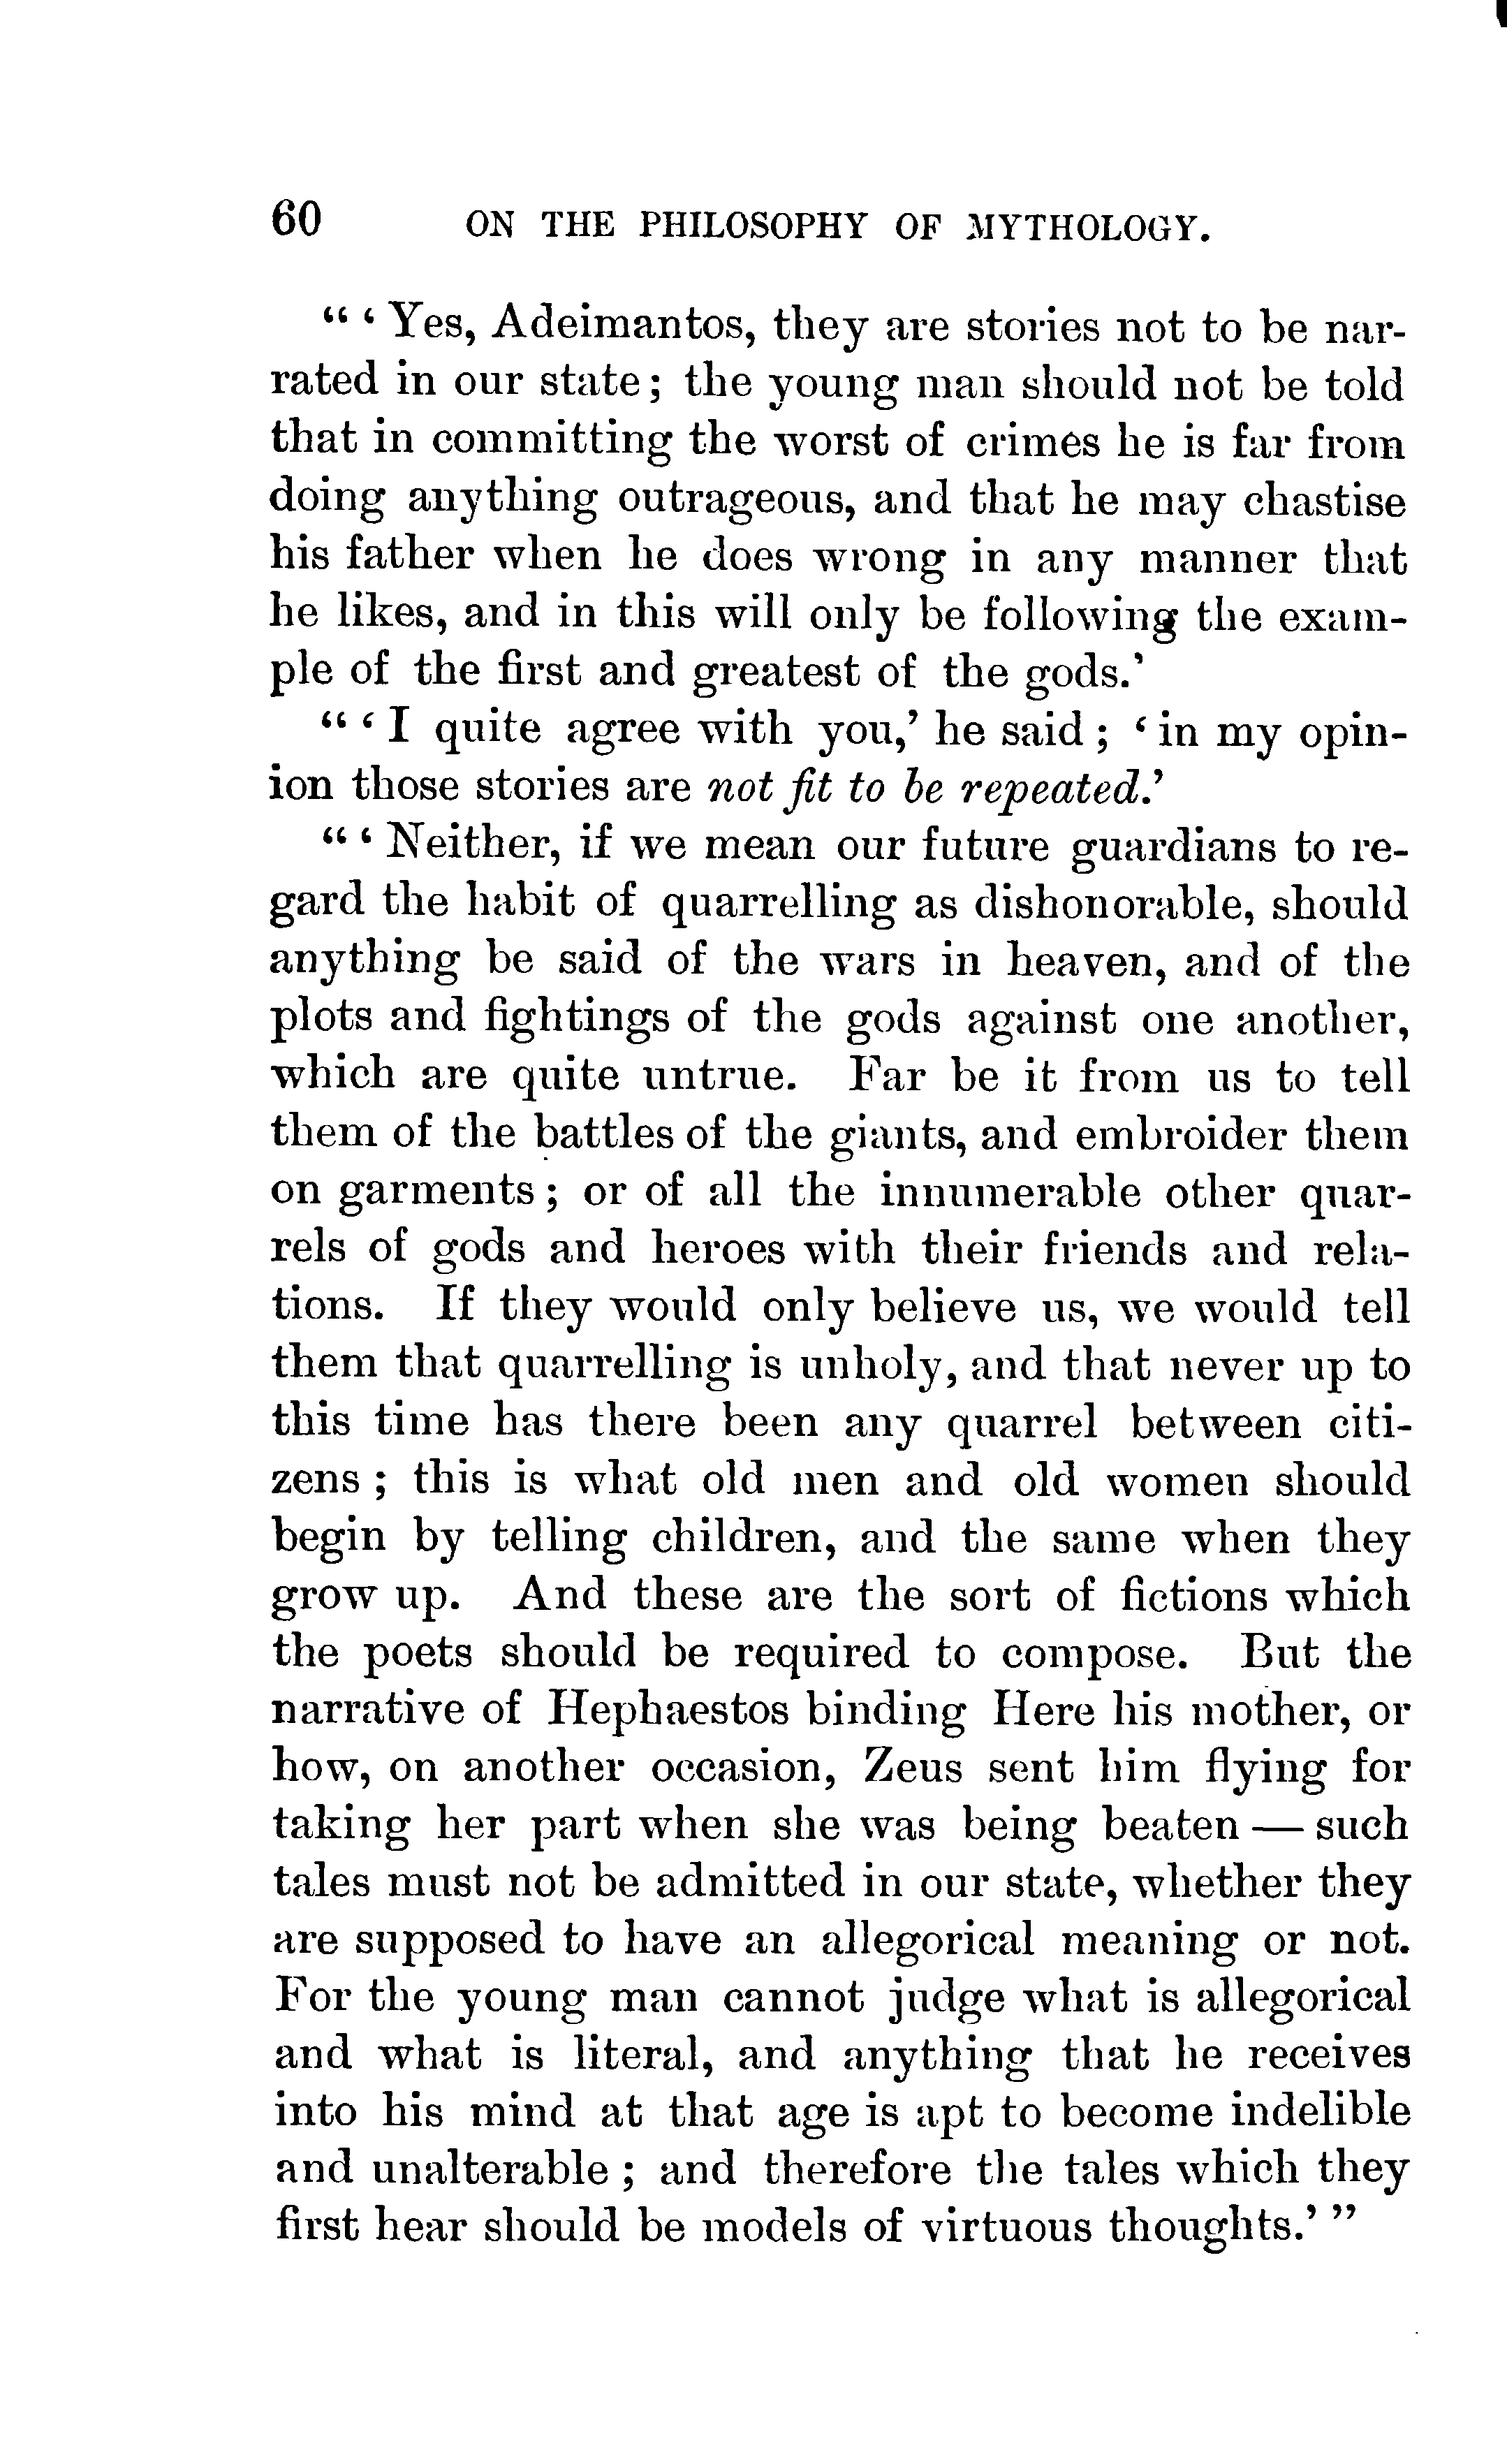 60 ON THE PHILOSOPHY OF MYTHOLOGY.
“ ‘ Yes, Adeimantos, they are stories not to be nar-
rated in our state; the young man should not be told
that in committing the worst of crimes he is far from
doing anything outrageous, and that he may chastise
his father when he does wrong in any manner that
he likes, and in this will only be following the exam-
ple of the first and greatest of the gods.’
“ ‘ I quite agree with you,’ he said ; ‘ in my opin-
ion those stories are not fit to be repeated.’
“ ‘ Neither, if we mean our future guardians to re-
gard the habit of quarrelling as dishonorable, should
anything be said of the wars in heaven, and of the
plots and fightings of the gods against one another,
which are quite untrue. Far be it from us to tell
them of the battles of the giants, and embroider them
on garments ; or of all the innumerable other quar-
rels of gods and heroes with their friends and rela-
tions. If they would only believe us, we would tell
them that quarrelling is unholy, and that never up to
this time has there been any quarrel between citi-
zens ; this is what old men and old women should
begin by telling children, and the same when they
grow up. And these are the sort of fictions which
the poets should be required to compose. But the
narrative of Hephaestos binding Here his mother, or
how, on another occasion, Zeus sent him flying for
taking her part when she was being beaten — such
tales must not be admitted in our state, whether they
are supposed to have an allegorical meaning or not.
For the young man cannot judge what is allegorical
and what is literal, and anything that he receives
into his mind at that age is apt to become indelible
and unalterable ; and therefore the tales which they
first hear should be models of virtuous thoughts.’ ”